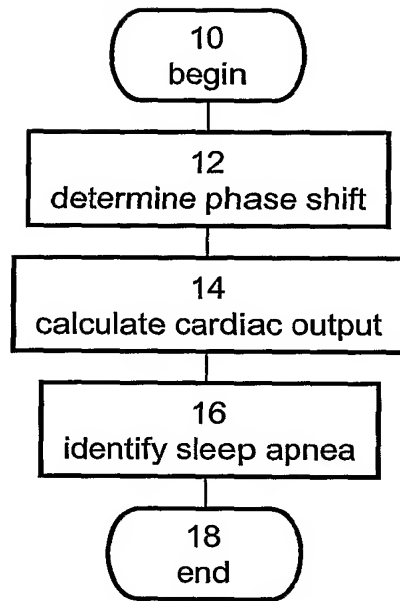 10
begin
12
determine phase shift
14
calculate cardiac output
16
identify sleep apnea
18
end